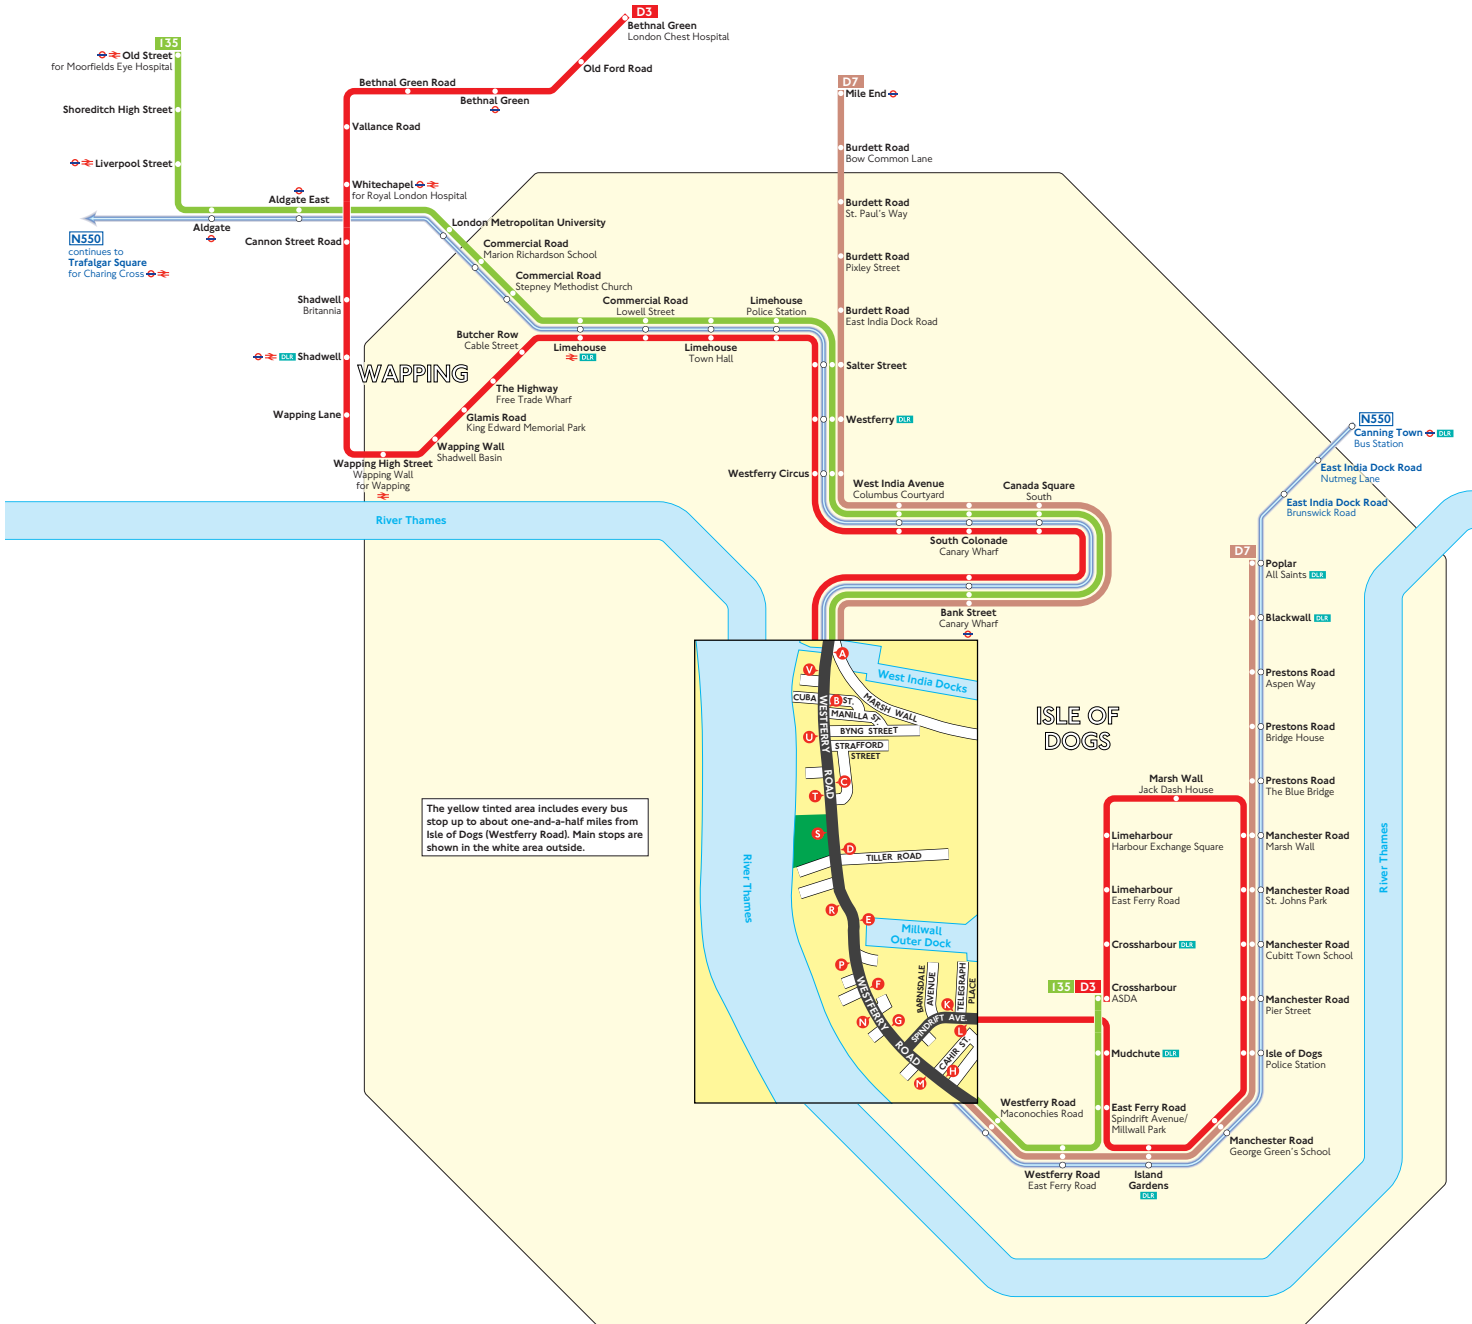 D3
Bethnal Green
London Chest Hospital
Old Ford Road
Bethnal Green Road
Bethnal Green
Vallance Road
Whitechapel
for Royal London Hospital
135
Old Street
for Moorfields Eye Hospital
Shoreditch High Street
Liverpool Street
Aldgate East
Aldgate
N550
continues to
Trafalgar Square
for Charing Cross
Cannon Street Road
Shadwell
Britannia
DLR Shadwell
Wapping Lane
WAPPING
Wapping High Street
Wapping Wall
for Wapping
Wapping Wall
Shadwell Basin
Glamis Road
King Edward Memorial Park
The Highway
Free Trade Wharf
Butcher Row
Cable Street
London Metropolitan University
Commercial Road
Marion Richardson School
Commercial Road
Stepney Methodist Church
Limehouse
DLR
Commercial Road
Lowell Street
Limehouse
Town Hall
Limehouse
Police Station
D7
Mile End
Burdett Road
Bow Common Lane
Burdett Road
St. Paul's Way
Burdett Road
Pixley Street
Burdett Road
East India Dock Road
Salter Street
Westferry DLR
Westferry Circus
West India Avenue
Columbus Courtyard
Canada Square
South
South Colonade
Canary Wharf
Bank Street
Canary Wharf
N550
Canning Town DLR
Bus Station
East India Dock Road
Nutmeg Lane
East India Dock Road
Brunswick Road
D7
Poplar
All Saints DLR
Blackwall DLR
Prestons Road
Aspen Way
Prestons Road
Bridge House
Prestons Road
The Blue Bridge
Manchester Road
Marsh Wall
Manchester Road
St. Johns Park
Manchester Road
Cubitt Town School
Manchester Road
Pier Street
Isle of Dogs
Police Station
Manchester Road
George Green's School
ISLE OF
DOGS
Marsh Wall
Jack Dash House
Limeharbour
Harbour Exchange Square
Limeharbour
East Ferry Road
Crossharbour DLR
135 D3
Crossharbour
ASDA
Mudchute DLR
East Ferry Road
Spindrift Avenue/
Millwall Park
Westferry Road
Maconochies Road
Westferry Road
East Ferry Road
Island
Gardens
DLR
River Thames
River Thames
River Thames
The yellow tinted area includes every bus
stop up to about one-and-a-half miles from
Isle of Dogs (Westferry Road). Main stops are
shown in the white area outside.
A
V
West India Docks
CUBA ST.
B
MARSH WALL
MANILLA ST.
BYNG STREET
U
STRAFFORD
STREET
WESTFERRY ROAD
C
T
S
D
TILLER ROAD
R
E
Millwall
Outer Dock
P
F
BARNSDALE
AVENUE
TELEGRAPH
PLACE
K
N
G
SPINDRIFT AVE.
L
WESTFERRY ROAD
CAHIR ST.
H
M